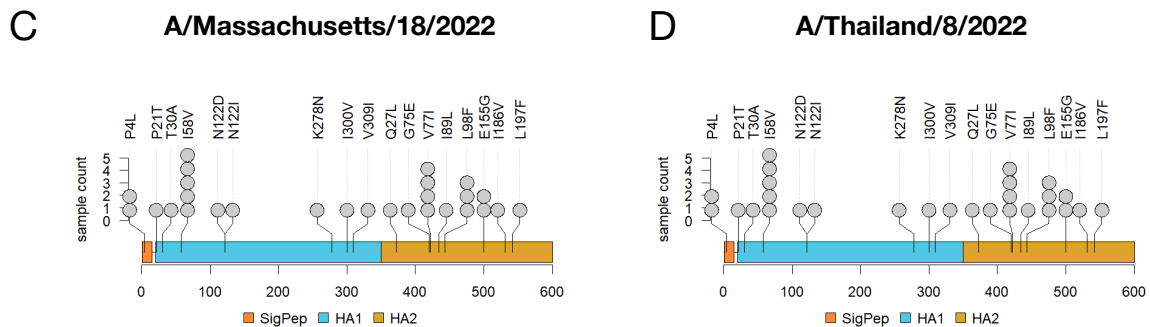 C
A/Massachusetts/18/2022
P4L
P21T
T30A
I58V
N122D
N122I
K278N
I300V
V309I
Q27L
G75E
V77I
I89L
L98F
E155G
I186V
L197F
sample count
5
4
3
2
1
0
0 100 200 300 400 500 600
SigPep HA1 HA2
D
A/Thailand/8/2022
P4L
P21T
T30A
I58V
N122D
N122I
K278N
I300V
V309I
Q27L
G75E
V77I
I89L
L98F
E155G
I186V
L197F
sample count
5
4
3
2
1
0
0 100 200 300 400 500 600
SigPep HA1 HA2